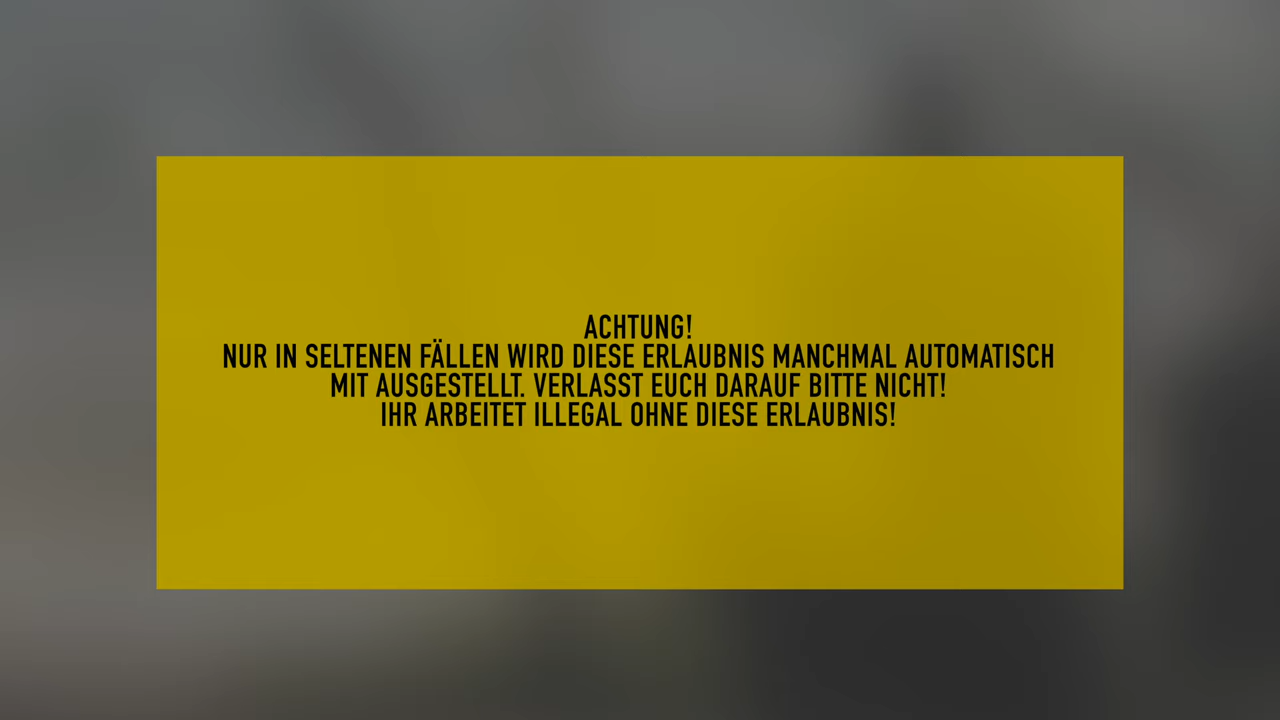 ACHTUNG!
NUR IN SELTENEN FÄLLEN WIRD DIESE ERLAUBNIS MANCHMAL AUTOMATISCH
MIT AUSGESTELLT. VERLASST EUCH DARAUF BITTE NICHT!
IHR ARBEITET ILLEGAL OHNE DIESE ERLAUBNIS!